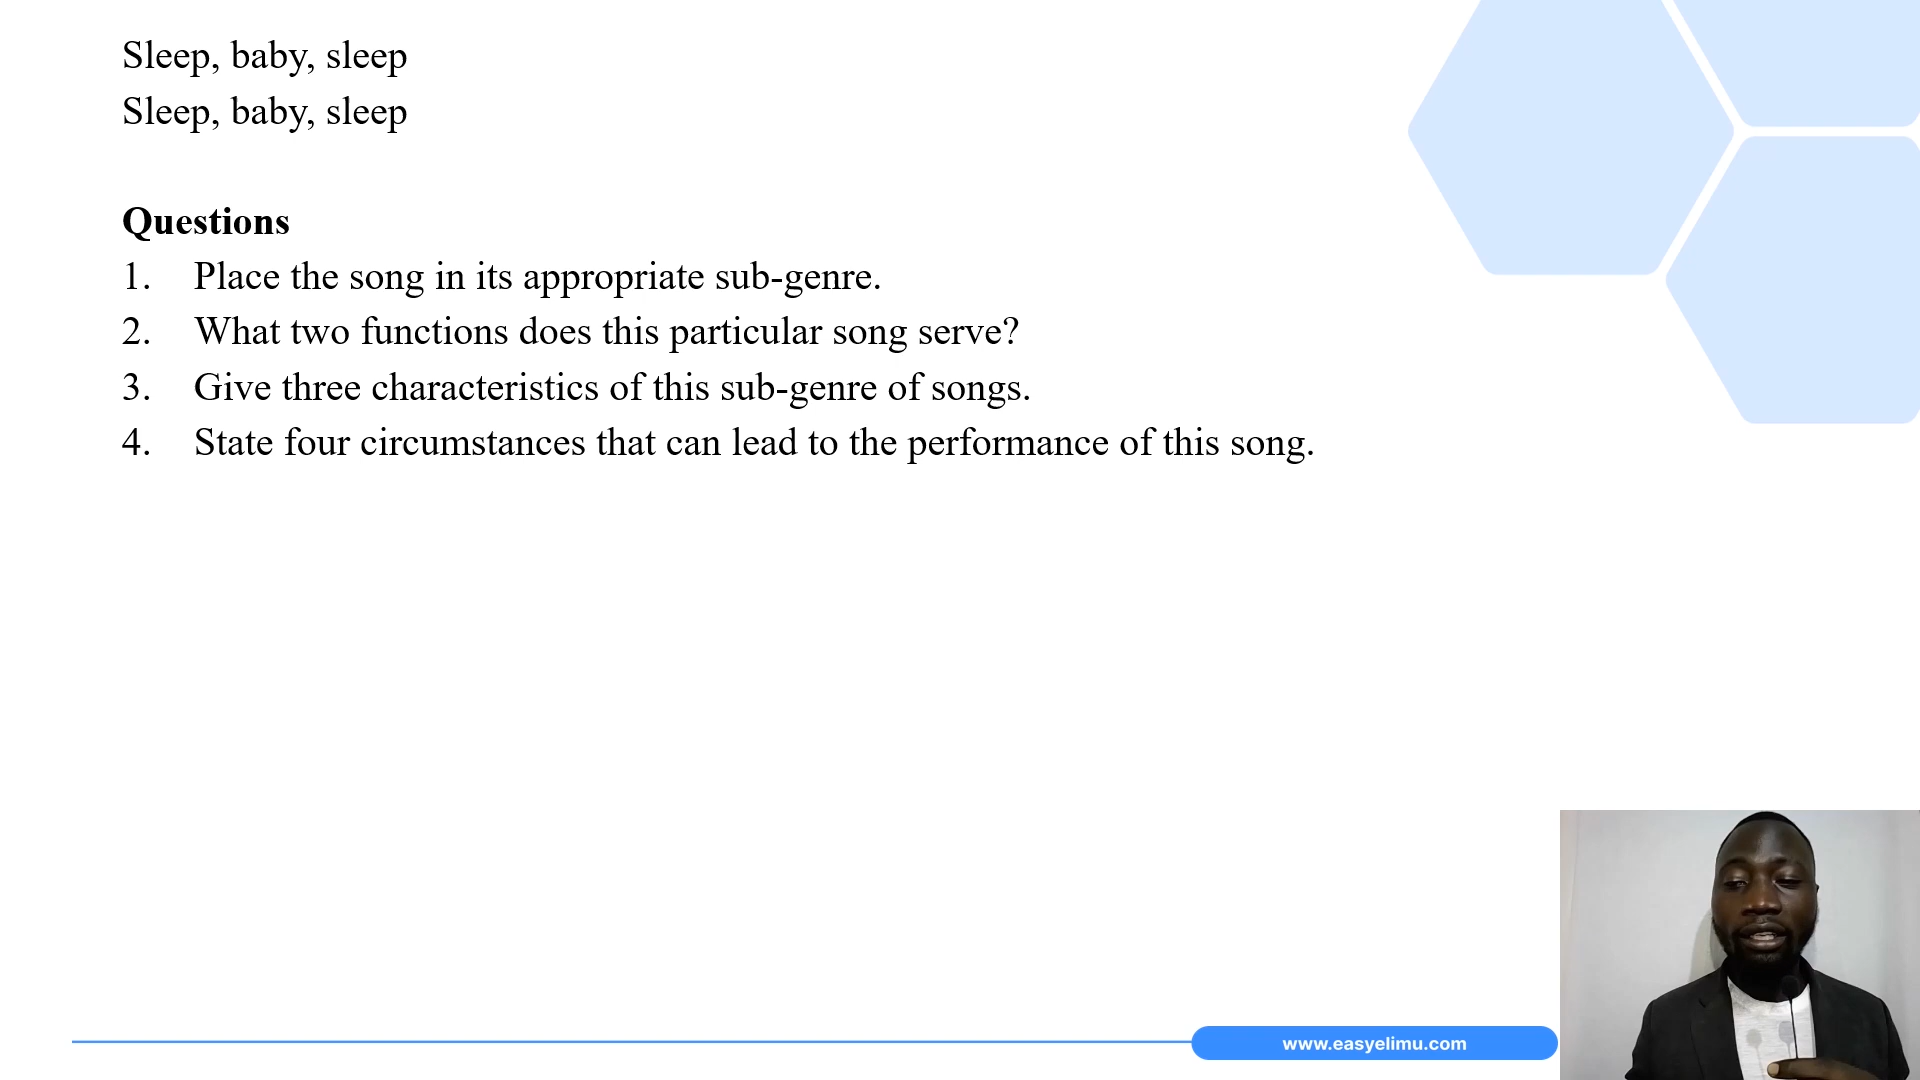 Sleep, baby, sleep
Sleep, baby, sleep
Questions
1. Place the song in its appropriate sub-genre.
2. What two functions does this particular song serve?
3. Give three characteristics of this sub-genre of songs.
4. State four circumstances that can lead to the performance of this song.
www.easyelimu.com